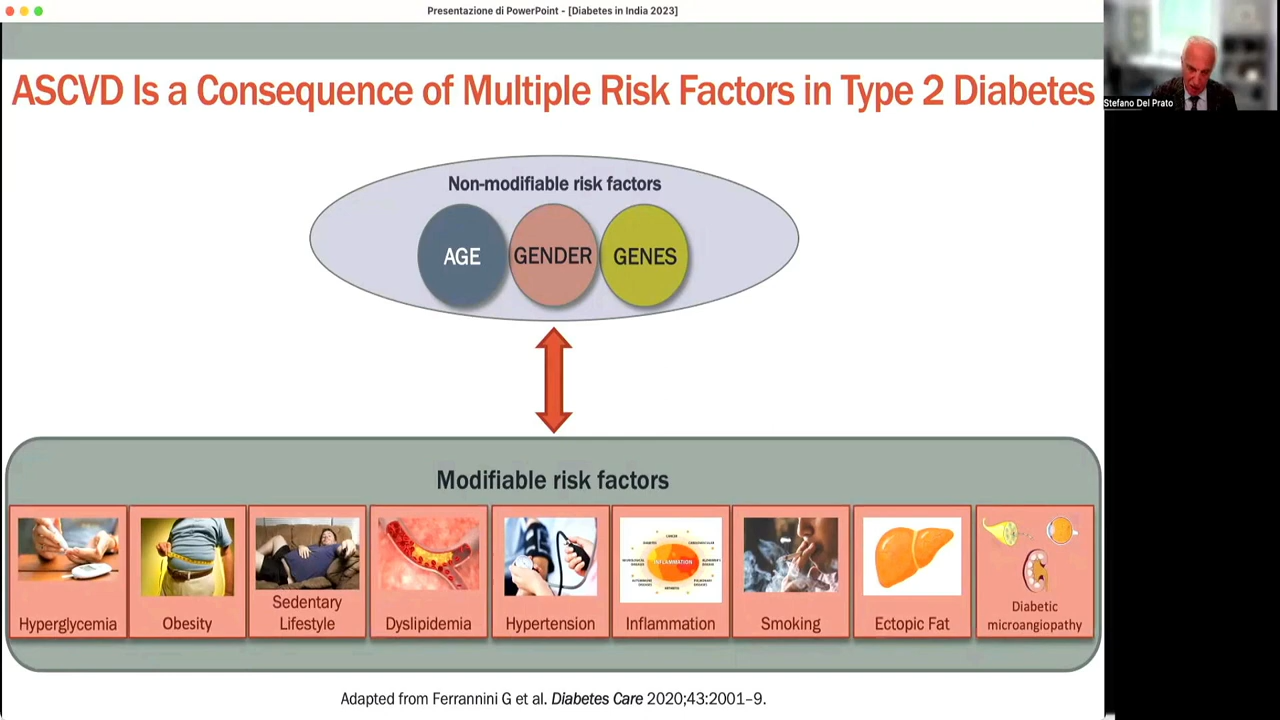 Presentazione di PowerPoint - [Diabetes in India 2023]
ASCVD Is a Consequence of Multiple Risk Factors in Type 2 Diabetes
Stefano Del Prato
Non-modifiable risk factors
AGE GENDER GENES
Modifiable risk factors
INFLAMMATION
Hyperglycemia
Obesity
Sedentary
Lifestyle
Dyslipidemia
Hypertension
Inflammation
Smoking
Ectopic Fat
Diabetic
microangiopathy
Adapted from Ferrannini G et al. Diabetes Care 2020;43:2001–9.